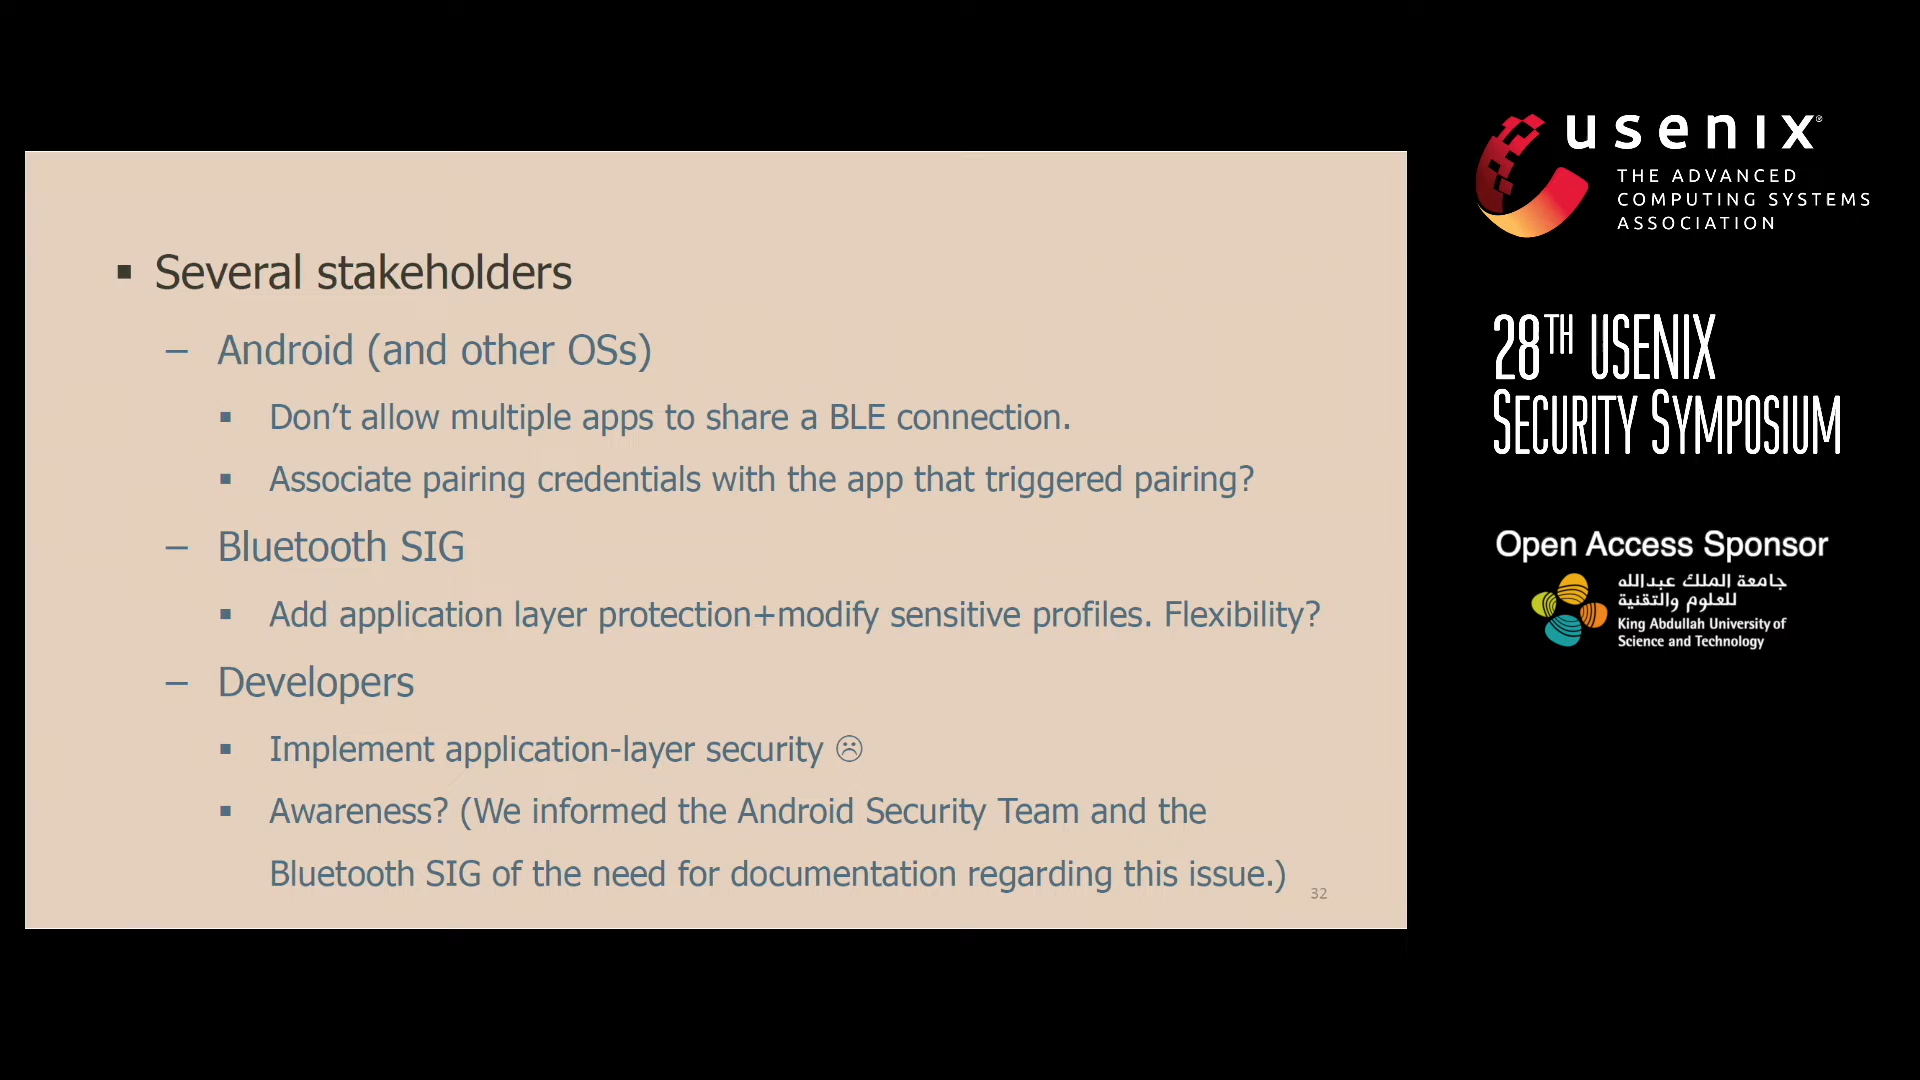 ▪ Several stakeholders
– Android (and other OSs)
▪ Don’t allow multiple apps to share a BLE connection.
▪ Associate pairing credentials with the app that triggered pairing?
– Bluetooth SIG
▪ Add application layer protection+modify sensitive profiles. Flexibility?
– Developers
▪ Implement application-layer security ☹
▪ Awareness? (We informed the Android Security Team and the
Bluetooth SIG of the need for documentation regarding this issue.)
32
usenix®
THE ADVANCED
COMPUTING SYSTEMS
ASSOCIATION
28TH USENIX
SECURITY SYMPOSIUM
Open Access Sponsor
جامعة الملك عبدالله
للعلوم والتقنية
King Abdullah University of
Science and Technology